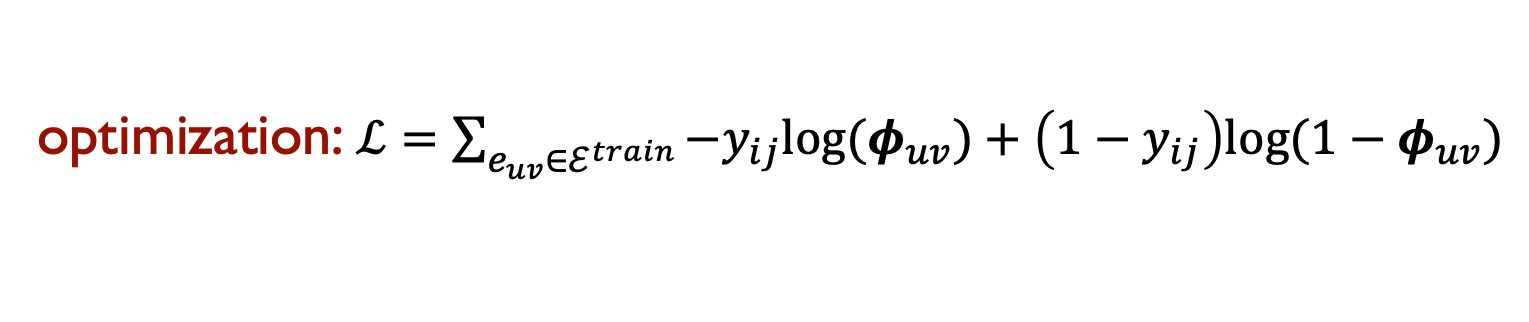 optimization: ℒ = ∑_{e_{uv}∈ℰ^{train}} −y_{ij}log(𝝓_{uv}) + (1 − y_{ij})log(1 − 𝝓_{uv})